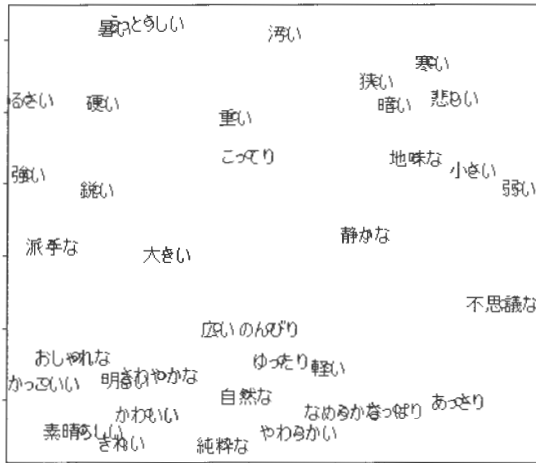 暑い
うっとうしい
汚い
寒い
狭い
うるさい
硬い
暗い
悲しい
重い
こってり
地味な
小さい
強い
鋭い
弱い
派手な
大きい
静かな
不思議な
広い
のんびり
おしゃれな
ゆったり
軽い
かっこいい
明るい
さわやかな
自然な
かわいい
なめらかな
さっぱり
あっさり
素晴らしい
きれい
純粋な
やわらかい